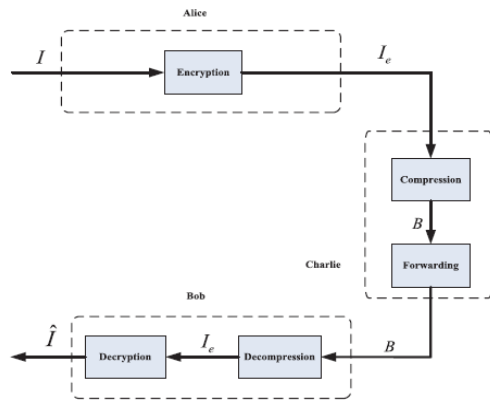 Alice
I
Encryption
I_e
Compression
B
Forwarding
Charlie
Bob
Î
Decryption
I_e
Decompression
B